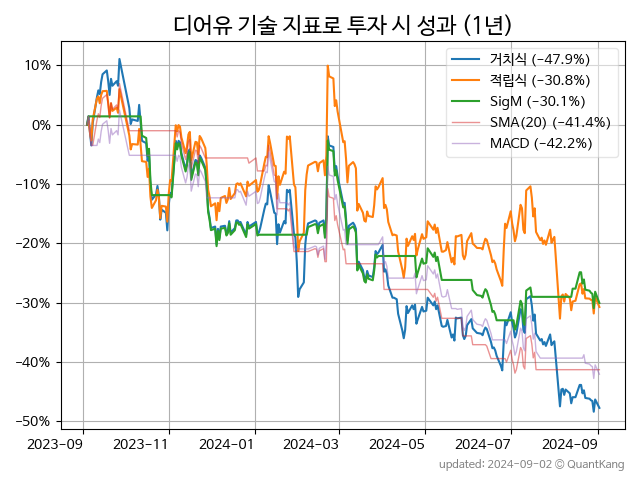 디어유 기술 지표로 투자 시 성과 (1년)
거치식 (−47.9%)
적립식 (−30.8%)
SigM (−30.1%)
SMA(20) (−41.4%)
MACD (−42.2%)
10%
0%
−10%
−20%
−30%
−40%
−50%
2023-09
2023-11
2024-01
2024-03
2024-05
2024-07
2024-09
updated: 2024-09-02 © QuantKang